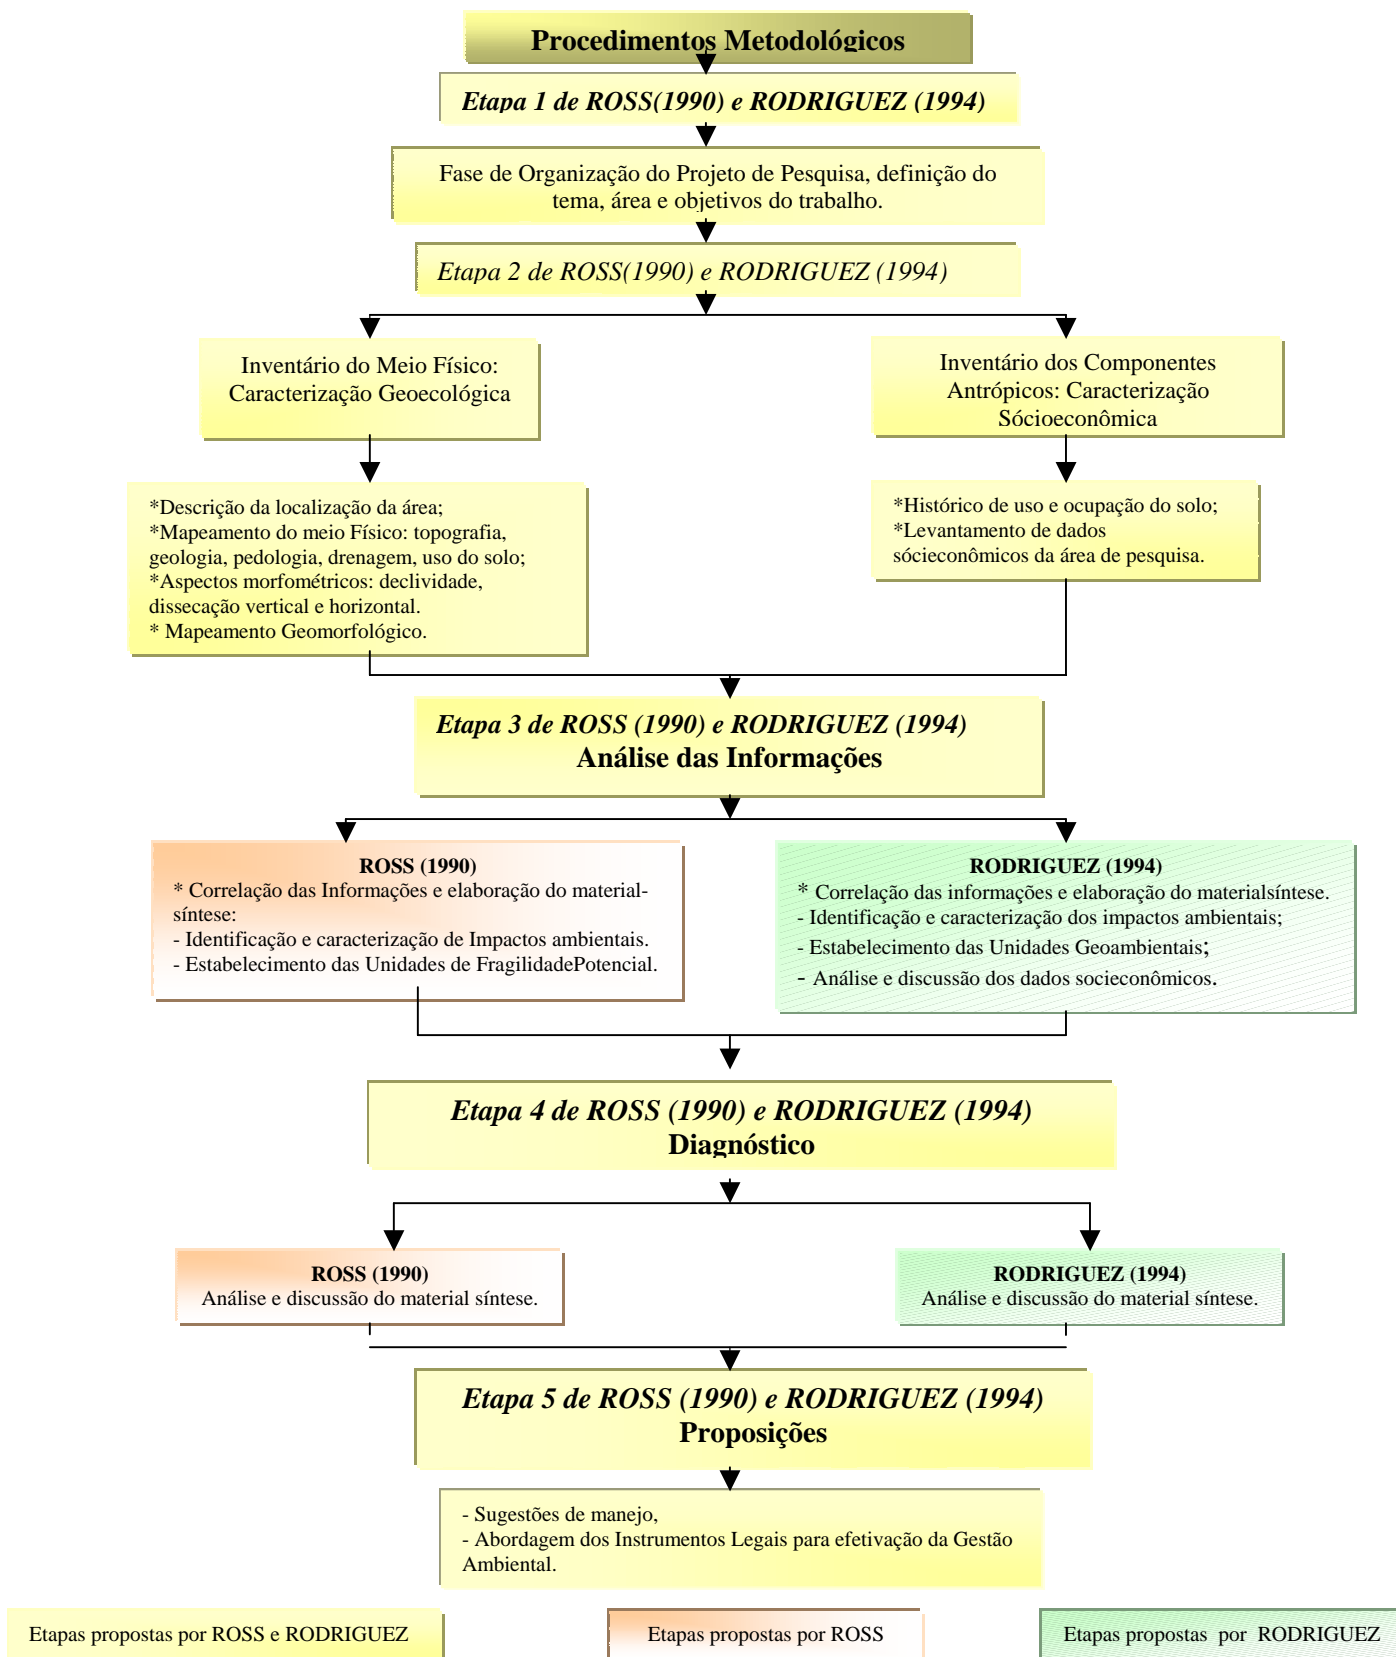 Procedimentos Metodológicos
Etapa 1 de ROSS(1990) e RODRIGUEZ (1994)
Fase de Organização do Projeto de Pesquisa, definição do
tema, área e objetivos do trabalho.
Etapa 2 de ROSS(1990) e RODRIGUEZ (1994)
Inventário do Meio Físico:
Caracterização Geoecológica
Inventário dos Componentes
Antrópicos: Caracterização
Sócioeconômica
*Descrição da localização da área;
*Mapeamento do meio Físico: topografia,
geologia, pedologia, drenagem, uso do solo;
*Aspectos morfométricos: declividade,
dissecação vertical e horizontal.
* Mapeamento Geomorfológico.
*Histórico de uso e ocupação do solo;
*Levantamento de dados
sócieconômicos da área de pesquisa.
Etapa 3 de ROSS (1990) e RODRIGUEZ (1994)
Análise das Informações
ROSS (1990)
* Correlação das Informações e elaboração do material-
síntese:
- Identificação e caracterização de Impactos ambientais.
- Estabelecimento das Unidades de FragilidadePotencial.
RODRIGUEZ (1994)
* Correlação das informações e elaboração do materialsíntese.
- Identificação e caracterização dos impactos ambientais;
- Estabelecimento das Unidades Geoambientais;
- Análise e discussão dos dados socieconômicos.
Etapa 4 de ROSS (1990) e RODRIGUEZ (1994)
Diagnóstico
ROSS (1990)
Análise e discussão do material síntese.
RODRIGUEZ (1994)
Análise e discussão do material síntese.
Etapa 5 de ROSS (1990) e RODRIGUEZ (1994)
Proposições
- Sugestões de manejo,
- Abordagem dos Instrumentos Legais para efetivação da Gestão
Ambiental.
Etapas propostas por ROSS e RODRIGUEZ
Etapas propostas por ROSS
Etapas propostas por RODRIGUEZ